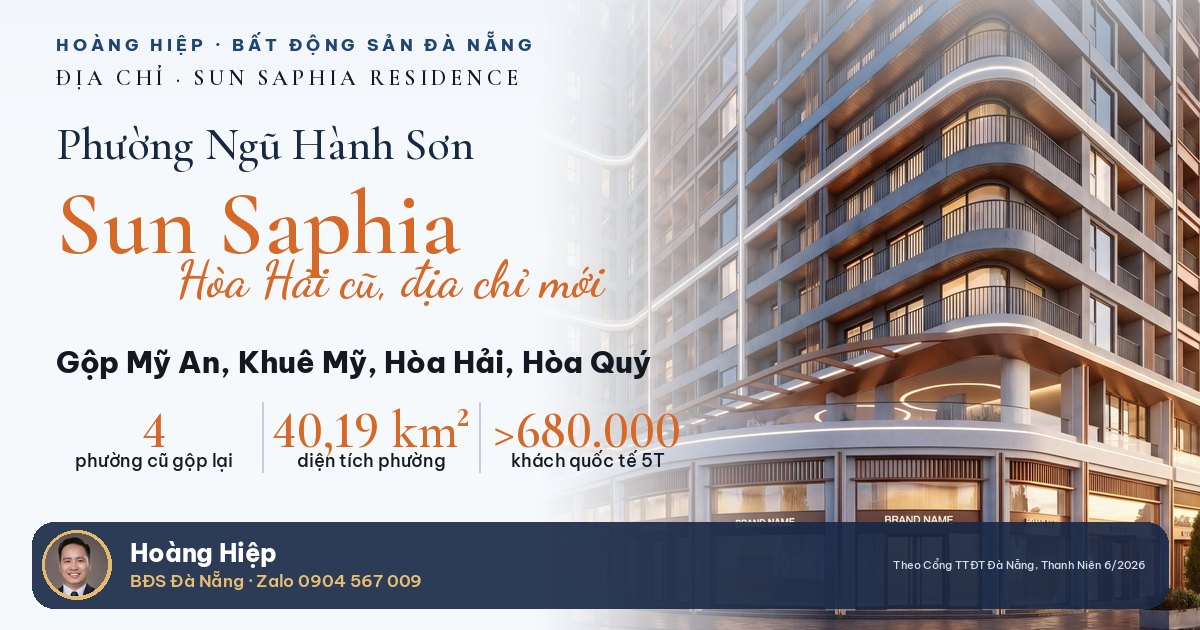 HOÀNG HIỆP · BẤT ĐỘNG SẢN ĐÀ NẴNG
ĐỊA CHỈ · SUN SAPHIA RESIDENCE
Phường Ngũ Hành Sơn
Sun Saphia
Hòa Hải cũ, địa chỉ mới
Gộp Mỹ An, Khuê Mỹ, Hòa Hải, Hòa Quý
4
phường cũ gộp lại
40,19 km²
diện tích phường
>680.000
khách quốc tế 5T
BRAND NAME
BRAND NAME
Hoàng Hiệp
BĐS Đà Nẵng · Zalo 0904 567 009
Theo Cổng TTĐT Đà Nẵng, Thanh Niên 6/2026